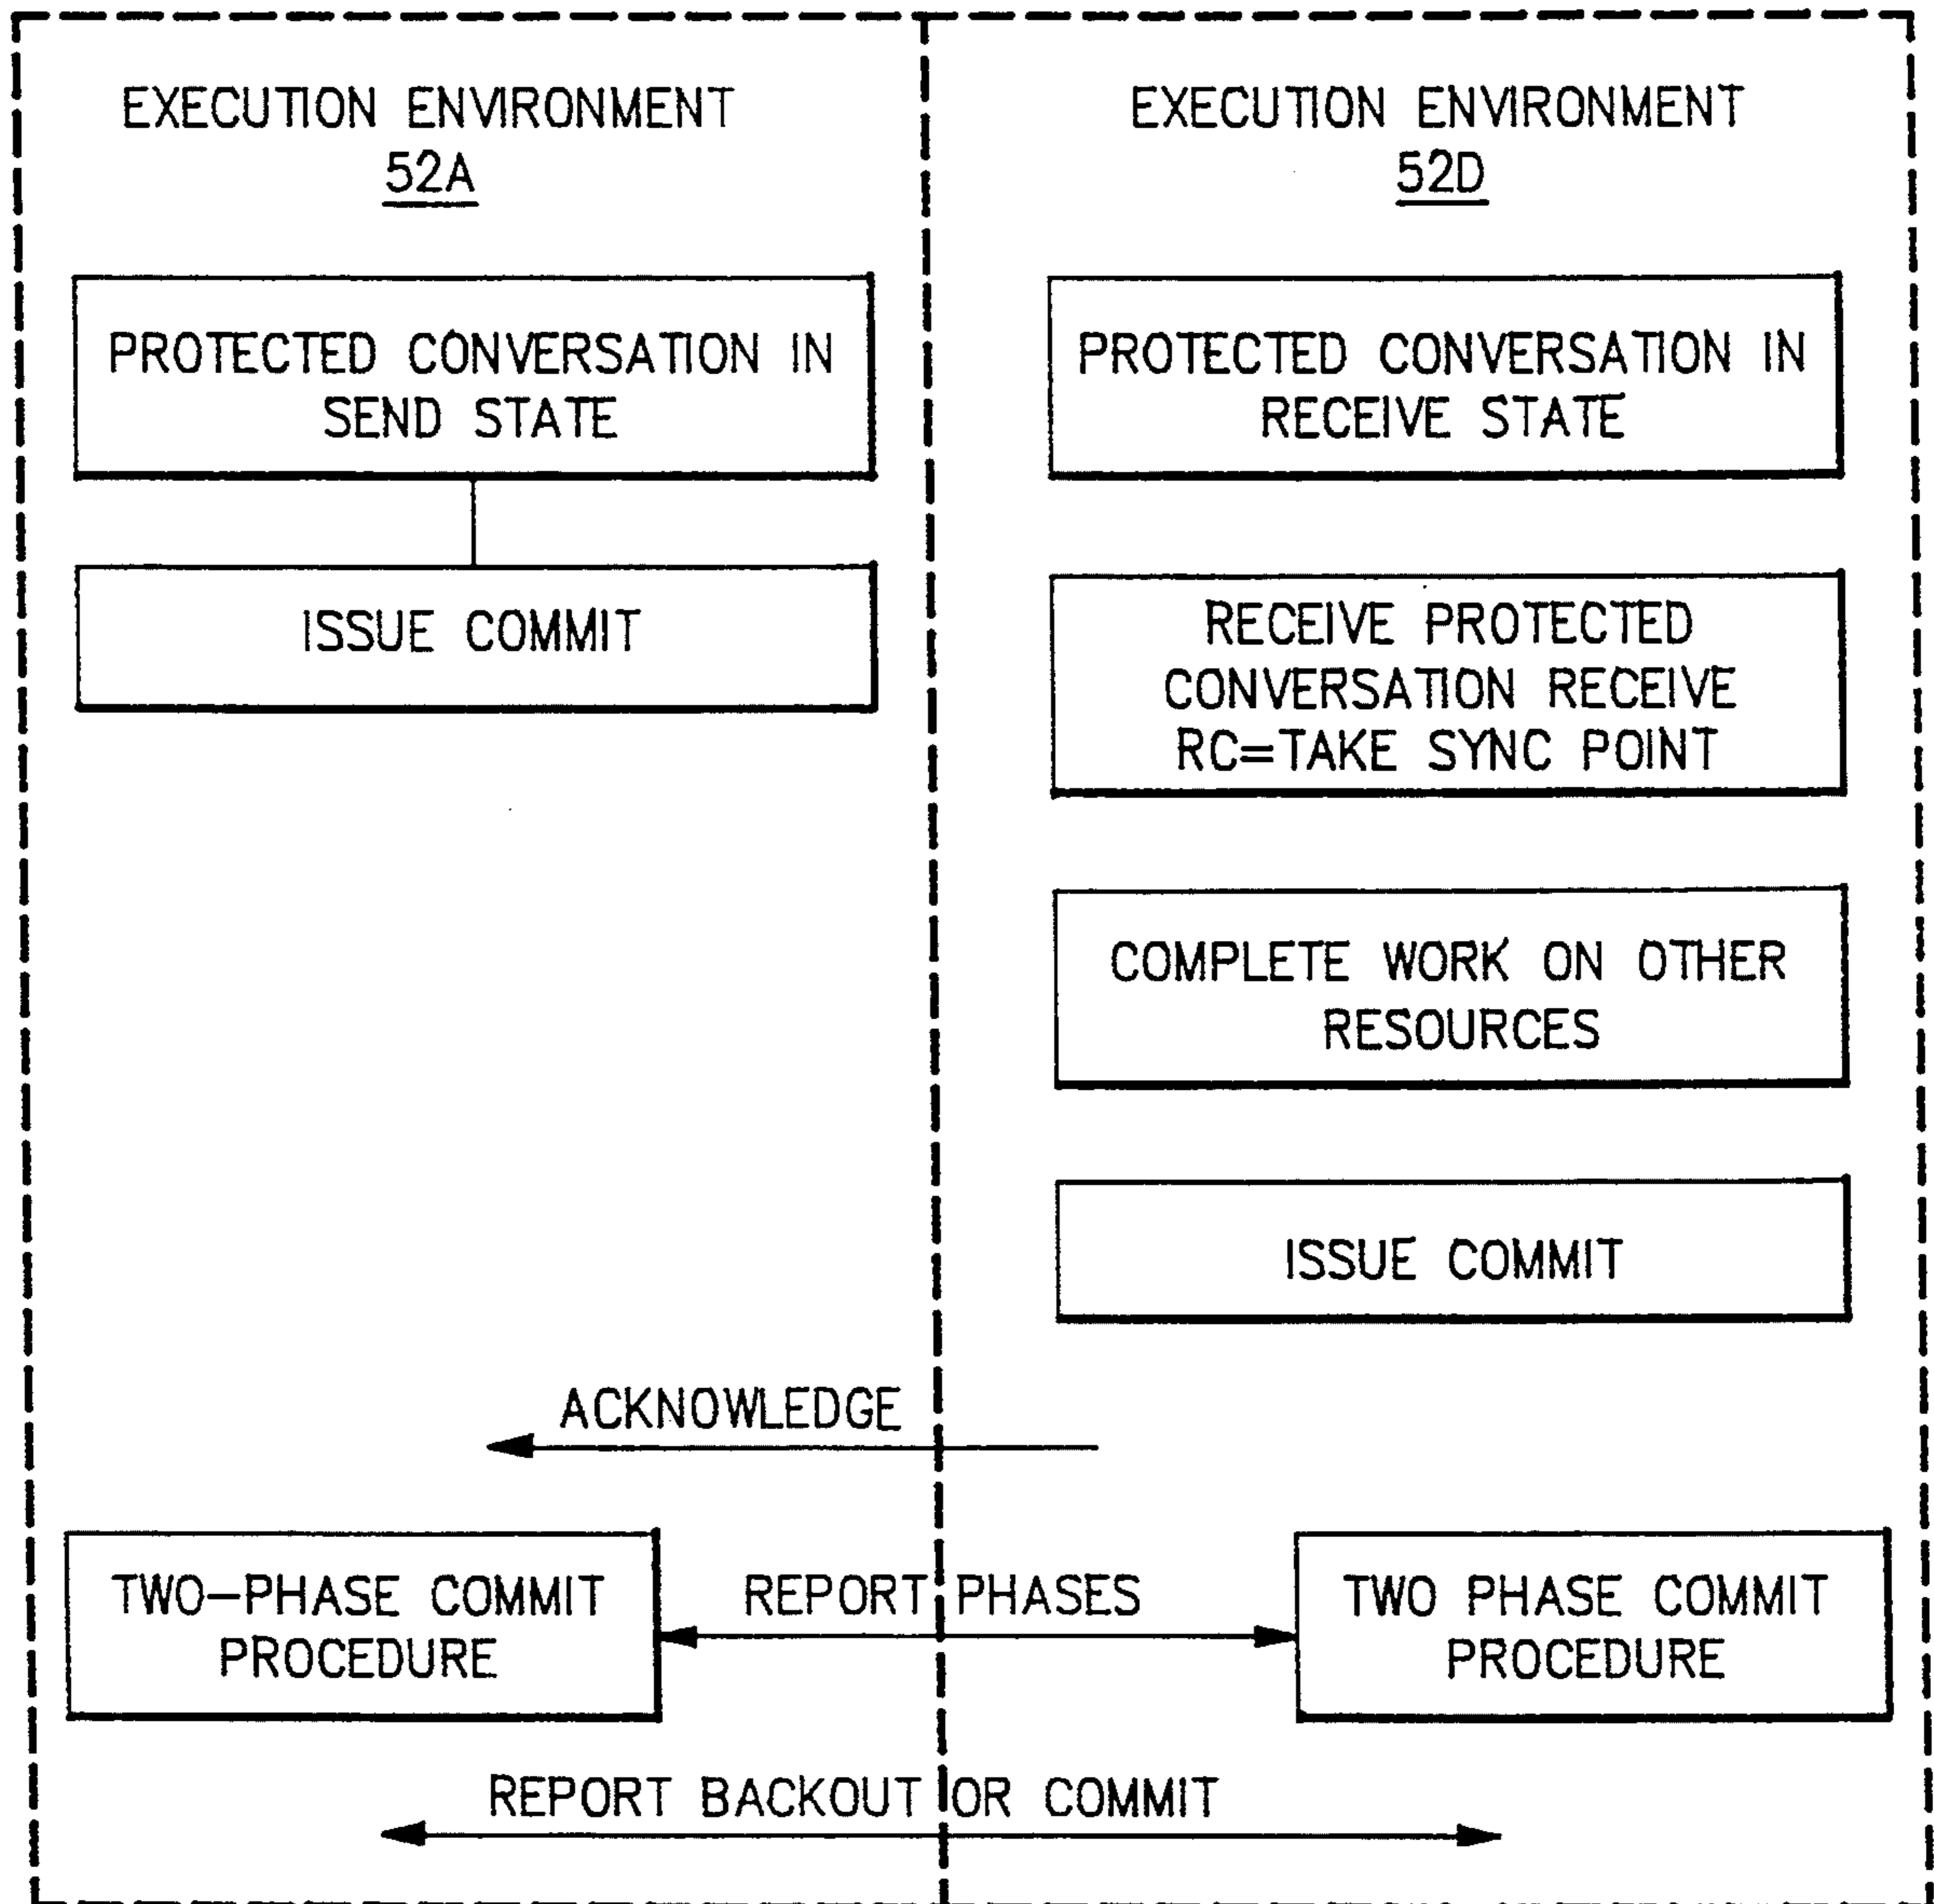 EXECUTION ENVIRONMENT
52A
EXECUTION ENVIRONMENT
52D
PROTECTED CONVERSATION IN
SEND STATE
PROTECTED CONVERSATION IN
RECEIVE STATE
ISSUE COMMIT
RECEIVE PROTECTED
CONVERSATION RECEIVE
RC=TAKE SYNC POINT
COMPLETE WORK ON OTHER
RESOURCES
ISSUE COMMIT
ACKNOWLEDGE
TWO-PHASE COMMIT
PROCEDURE
REPORT PHASES
TWO PHASE COMMIT
PROCEDURE
REPORT BACKOUT OR COMMIT